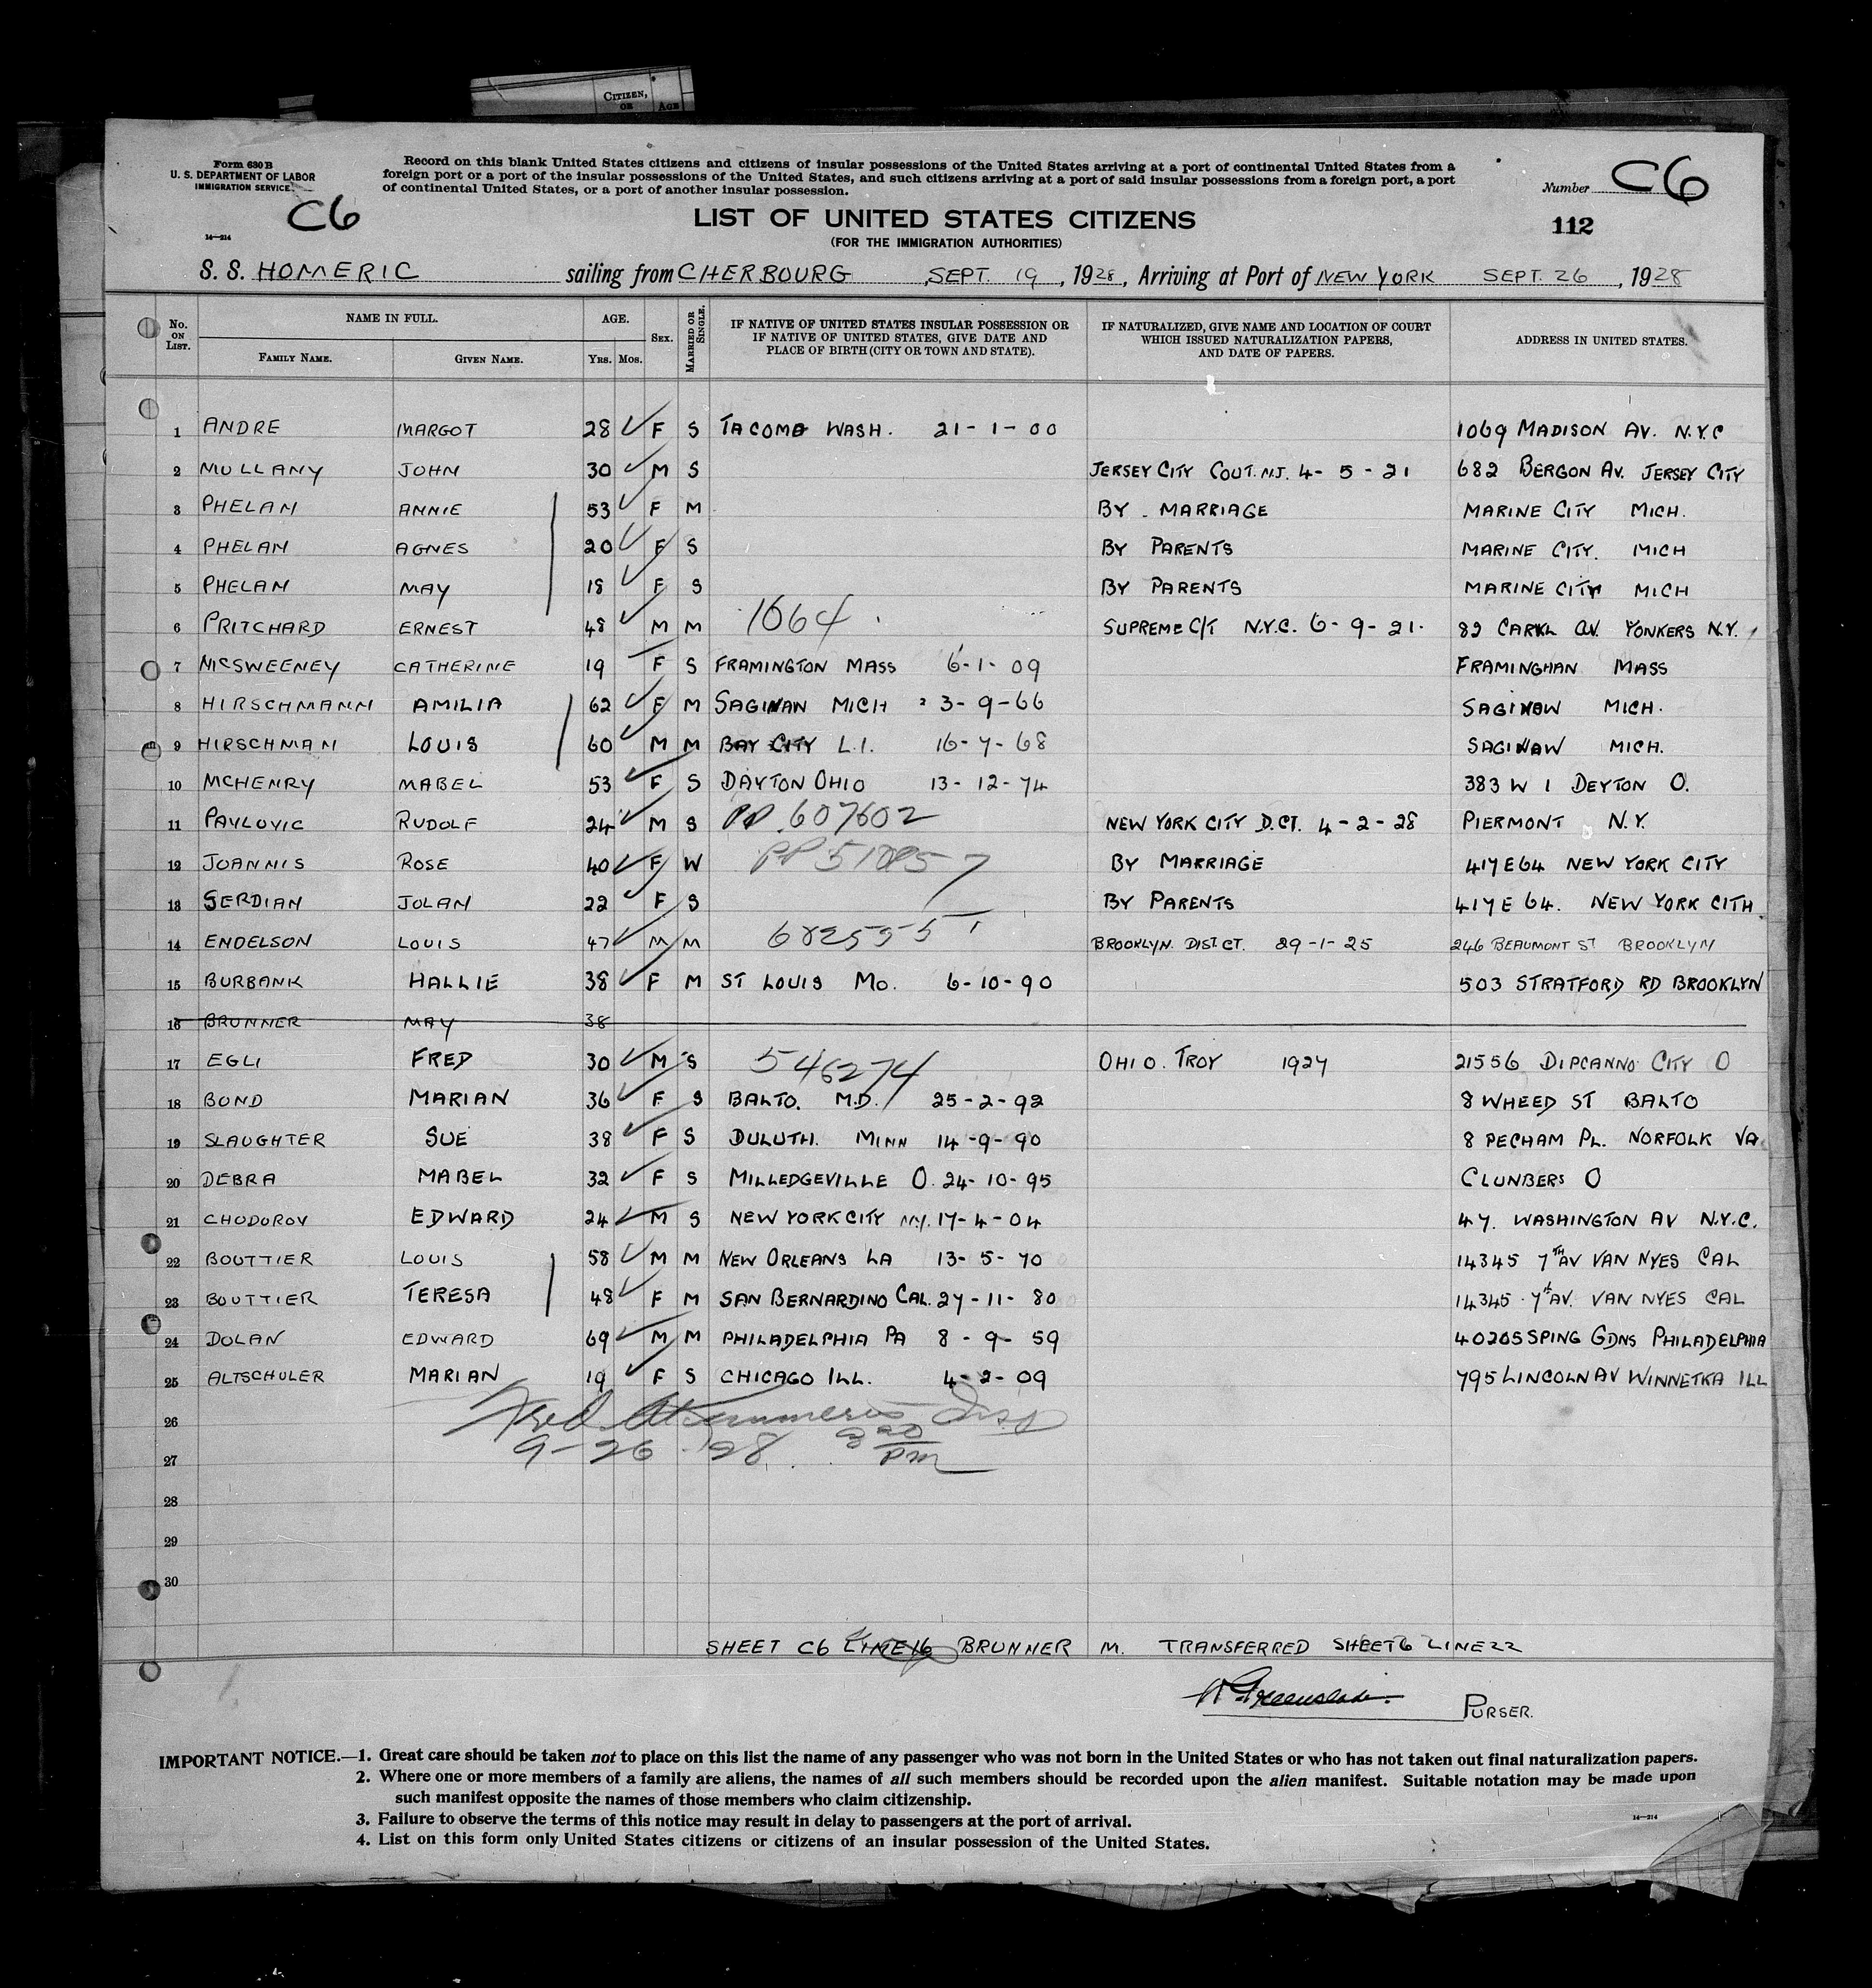 CITIZEN, OR
AGE
Form 630 B
U. S. DEPARTMENT OF LABOR
IMMIGRATION SERVICE
C6
14—214
Record on this blank United States citizens and citizens of insular possessions of the United States arriving at a port of continental United States from a
foreign port or a port of the insular possessions of the United States, and such citizens arriving at a port of said insular possessions from a foreign port, a port
of continental United States, or a port of another insular possession.
Number C6
112
LIST OF UNITED STATES CITIZENS
(FOR THE IMMIGRATION AUTHORITIES)
S. S. HOMERIC sailing from CHERBOURG, SEPT. 19, 1928, Arriving at Port of NEW YORK SEPT. 26, 1928
No. ON LIST.
NAME IN FULL.
FAMILY NAME.
GIVEN NAME.
AGE.
YRS.
MOS.
SEX.
MARRIED OR SINGLE.
IF NATIVE OF UNITED STATES INSULAR POSSESSION OR
IF NATIVE OF UNITED STATES, GIVE DATE AND
PLACE OF BIRTH (CITY OR TOWN AND STATE).
IF NATURALIZED, GIVE NAME AND LOCATION OF COURT
WHICH ISSUED NATURALIZATION PAPERS,
AND DATE OF PAPERS.
ADDRESS IN UNITED STATES.
1 ANDRE MARGOT 28 F S TACOMA WASH. 21-1-00 1069 MADISON AV. N.Y.C
2 MULLANY JOHN 30 M S JERSEY CITY COUT. N.J. 4-5-21 682 BERGON AV. JERSEY CITY
3 PHELAN ANNIE 53 F M BY MARRIAGE MARINE CITY MICH.
4 PHELAN AGNES 20 F S BY PARENTS MARINE CITY. MICH
5 PHELAN MAY 18 F S BY PARENTS MARINE CITY MICH
6 PRITCHARD ERNEST 48 M M 1064 SUPREME C/T N.Y.C. 6-9-21. 82 CARKL AV. YONKERS N.Y.
7 MCSWEENEY CATHERINE 19 F S FRAMINGTON MASS 6-1-09 FRAMINGHAN MASS
8 HIRSCHMANN AMILIA 62 F M SAGINAN MICH 3-9-66 SAGINOW MICH.
9 HIRSCHMAN LOUIS 60 M M BAY CITY L.I. 16-7-68 SAGINAW MICH.
10 MCHENRY MABEL 53 F S DAYTON OHIO 13-12-74 383 W 1 DEYTON O.
11 PAVLOVIC RUDOLF 24 M S PP 607602 NEW YORK CITY D.CT. 4-2-28 PIERMONT N.Y.
12 JOANNIS ROSE 40 F W PP BY MARRIAGE 417 E 64 NEW YORK CITY
13 SERDIAN JOLAN 22 F S BY PARENTS 417 E 64. NEW YORK CITH
14 ENDELSON LOUIS 47 M M BROOKLYN. DIST CT. 29-1-25 246 BEAUMONT ST BROOKLYN
15 BURBANK HALLIE 38 F M ST LOUIS MO. 6-10-90 503 STRATFORD RD BROOKLYN
16 BRUNNER MAY 38
17 EGLI FRED 30 M S 546274 OHIO. TROY 1927 21556 DIPCANNO CITY O
18 BOND MARIAN 36 F S BALTO. M.D. 25-2-92 8 WHEED ST BALTO
19 SLAUGHTER SUE 38 F S DULUTH. MINN 14-9-90 8 PECHAM PL. NORFOLK VA
20 DEBRA MABEL 32 F S MILLEDGEVILLE O. 24-10-95 CLUNBERS O
21 CHODOROV EDWARD 24 M S NEW YORK CITY N.Y. 17-4-04 47. WASHINGTON AV N.Y.C.
22 BOUTTIER LOUIS 58 M M NEW ORLEANS LA 13-5-70 14345 7TH AV VAN NYES CAL
23 BOUTTIER TERESA 48 F M SAN BERNARDINO CAL. 27-11-80 14345 7th AV. VAN NYES CAL
24 DOLAN EDWARD 69 M M PHILADELPHIA PA 8-9-59 40205 SPING GDNS PHILADELPHIA
25 ALTSCHULER MARIAN 19 F S CHICAGO ILL. 4-2-09 795 LINCOLN AV WINNETKA ILL
26 Fred Insp
27 9-26-28 pm
28
29
30
SHEET C6 LINE 16 BRUNNER M. TRANSFERRED SHEET 6 LINE 22
Greenslade
PURSER.
IMPORTANT NOTICE.—1. Great care should be taken not to place on this list the name of any passenger who was not born in the United States or who has not taken out final naturalization papers.
2. Where one or more members of a family are aliens, the names of all such members should be recorded upon the alien manifest. Suitable notation may be made upon
such manifest opposite the names of those members who claim citizenship.
3. Failure to observe the terms of this notice may result in delay to passengers at the port of arrival.
4. List on this form only United States citizens or citizens of an insular possession of the United States.
14—214